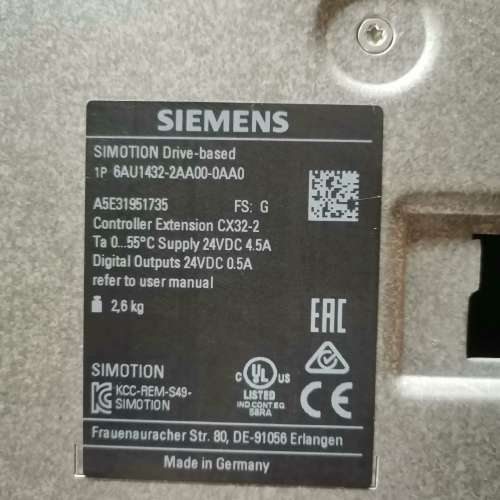 SIEMENS
SIMOTION Drive-based
1P 6AU1432-2AA00-0AA0
A5E31951735 FS: G
Controller Extension CX32-2
Ta 0...55°C Supply 24VDC 4.5A
Digital Outputs 24VDC 0.5A
refer to user manual
2,6 kg
EAC
SIMOTION
KCC-REM-S49-
SIMOTION
C UL US
LISTED
IND.CONT.EQ.
58RA
CE
Frauenauracher Str. 80, DE-91056 Erlangen
Made in Germany